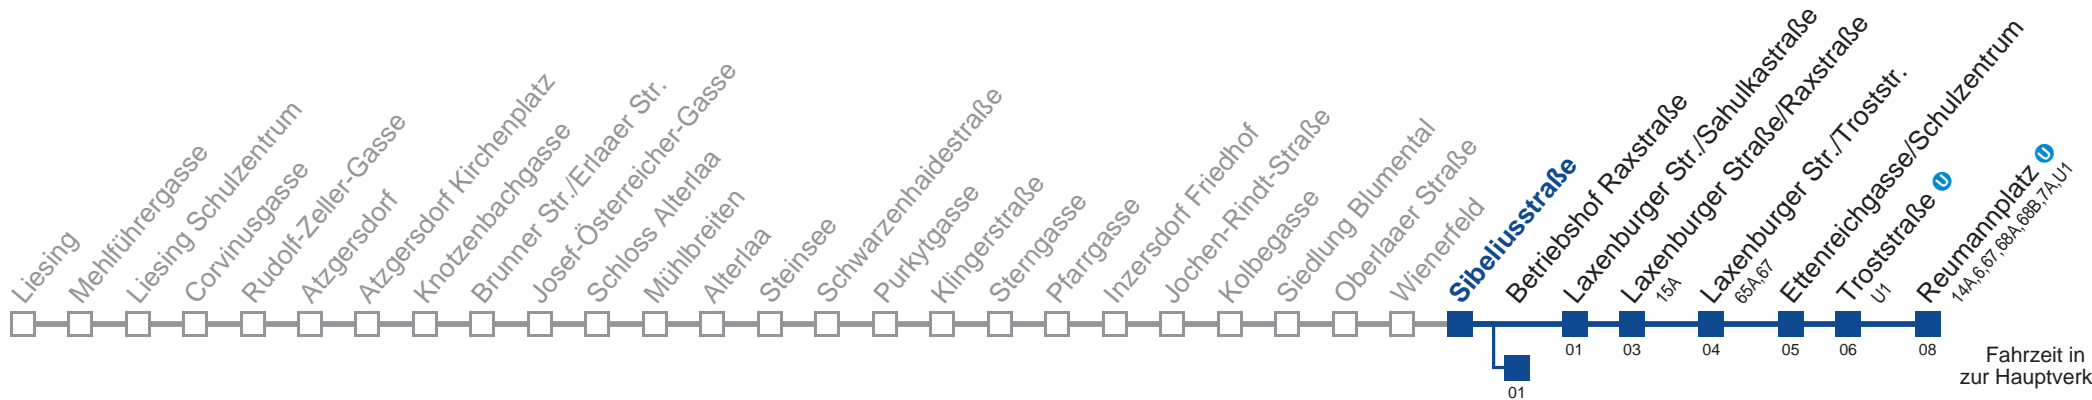 Liesing
Mehlführergasse
Liesing Schulzentrum
Corvinusgasse
Rudolf-Zeller-Gasse
Atzgersdorf
Atzgersdorf Kirchenplatz
Knotzenbachgasse
Brunner Str./Erlaaer Str.
Josef-Österreicher-Gasse
Schloss Alterlaa
Mühlbreiten
Alterlaa
Steinsee
Schwarzenhaidestraße
Purkytgasse
Klingerstraße
Sterngasse
Pfarrgasse
Inzersdorf Friedhof
Jochen-Rindt-Straße
Kolbegasse
Siedlung Blumental
Oberlaaer Straße
Wienerfeld
Sibeliusstraße
Betriebshof Raxstraße
Laxenburger Str./Sahulkastraße
Laxenburger Straße/Raxstraße
15A
Laxenburger Str./Troststr.
65A,67
Ettenreichgasse/Schulzentrum
Troststraße U
U1
Reumannplatz U
14A,6,67,68A,68B,7A,U1
01 03 04 05 06 08
01
Fahrzeit in
zur Hauptverk